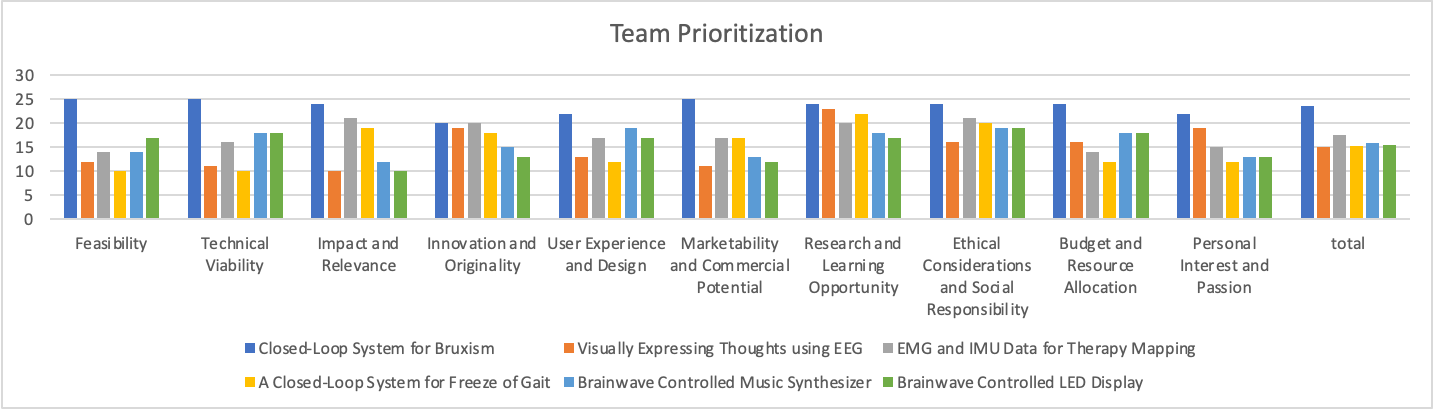 Team Prioritization
30
25
20
15
10
5
0
Feasibility
Technical
Viability
Impact and
Relevance
Innovation and
Originality
User Experience
and Design
Marketability
and Commercial
Potential
Research and
Learning
Opportunity
Ethical
Considerations
and Social
Responsibility
Budget and
Resource
Allocation
Personal
Interest and
Passion
total
Closed-Loop System for Bruxism
Visually Expressing Thoughts using EEG
EMG and IMU Data for Therapy Mapping
A Closed-Loop System for Freeze of Gait
Brainwave Controlled Music Synthesizer
Brainwave Controlled LED Display